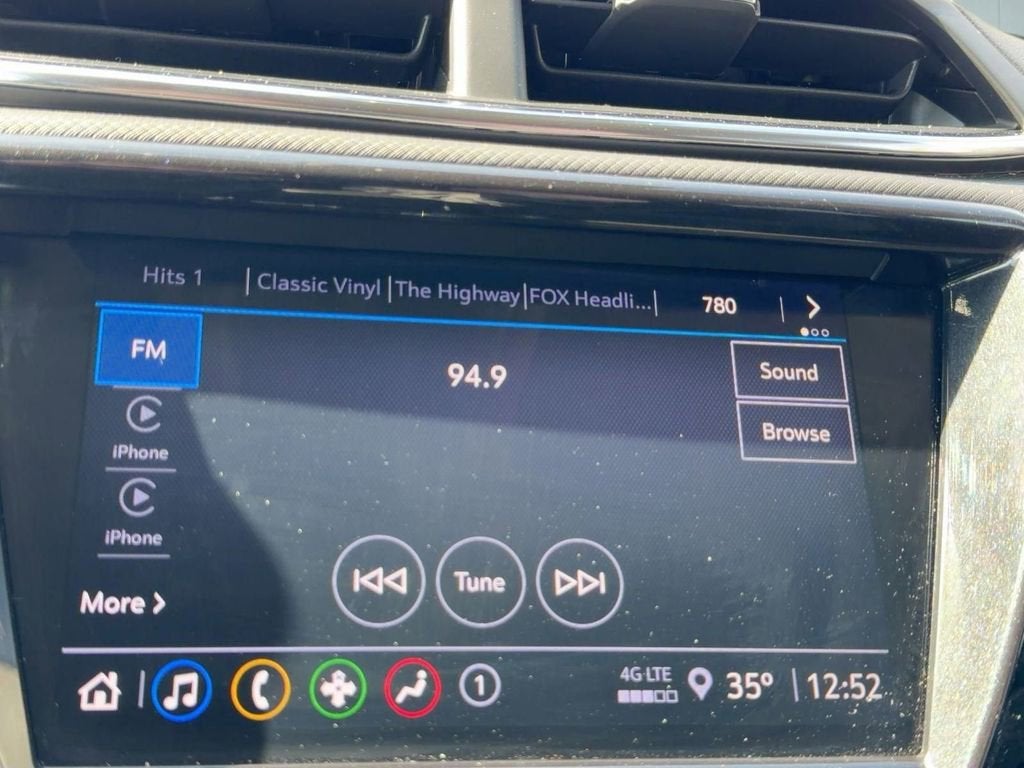 Hits 1 Classic Vinyl The Highway FOX Headli... 780
FM
94.9
Sound
iPhone
Browse
iPhone
Tune
More
1 4G LTE 35° 12:52